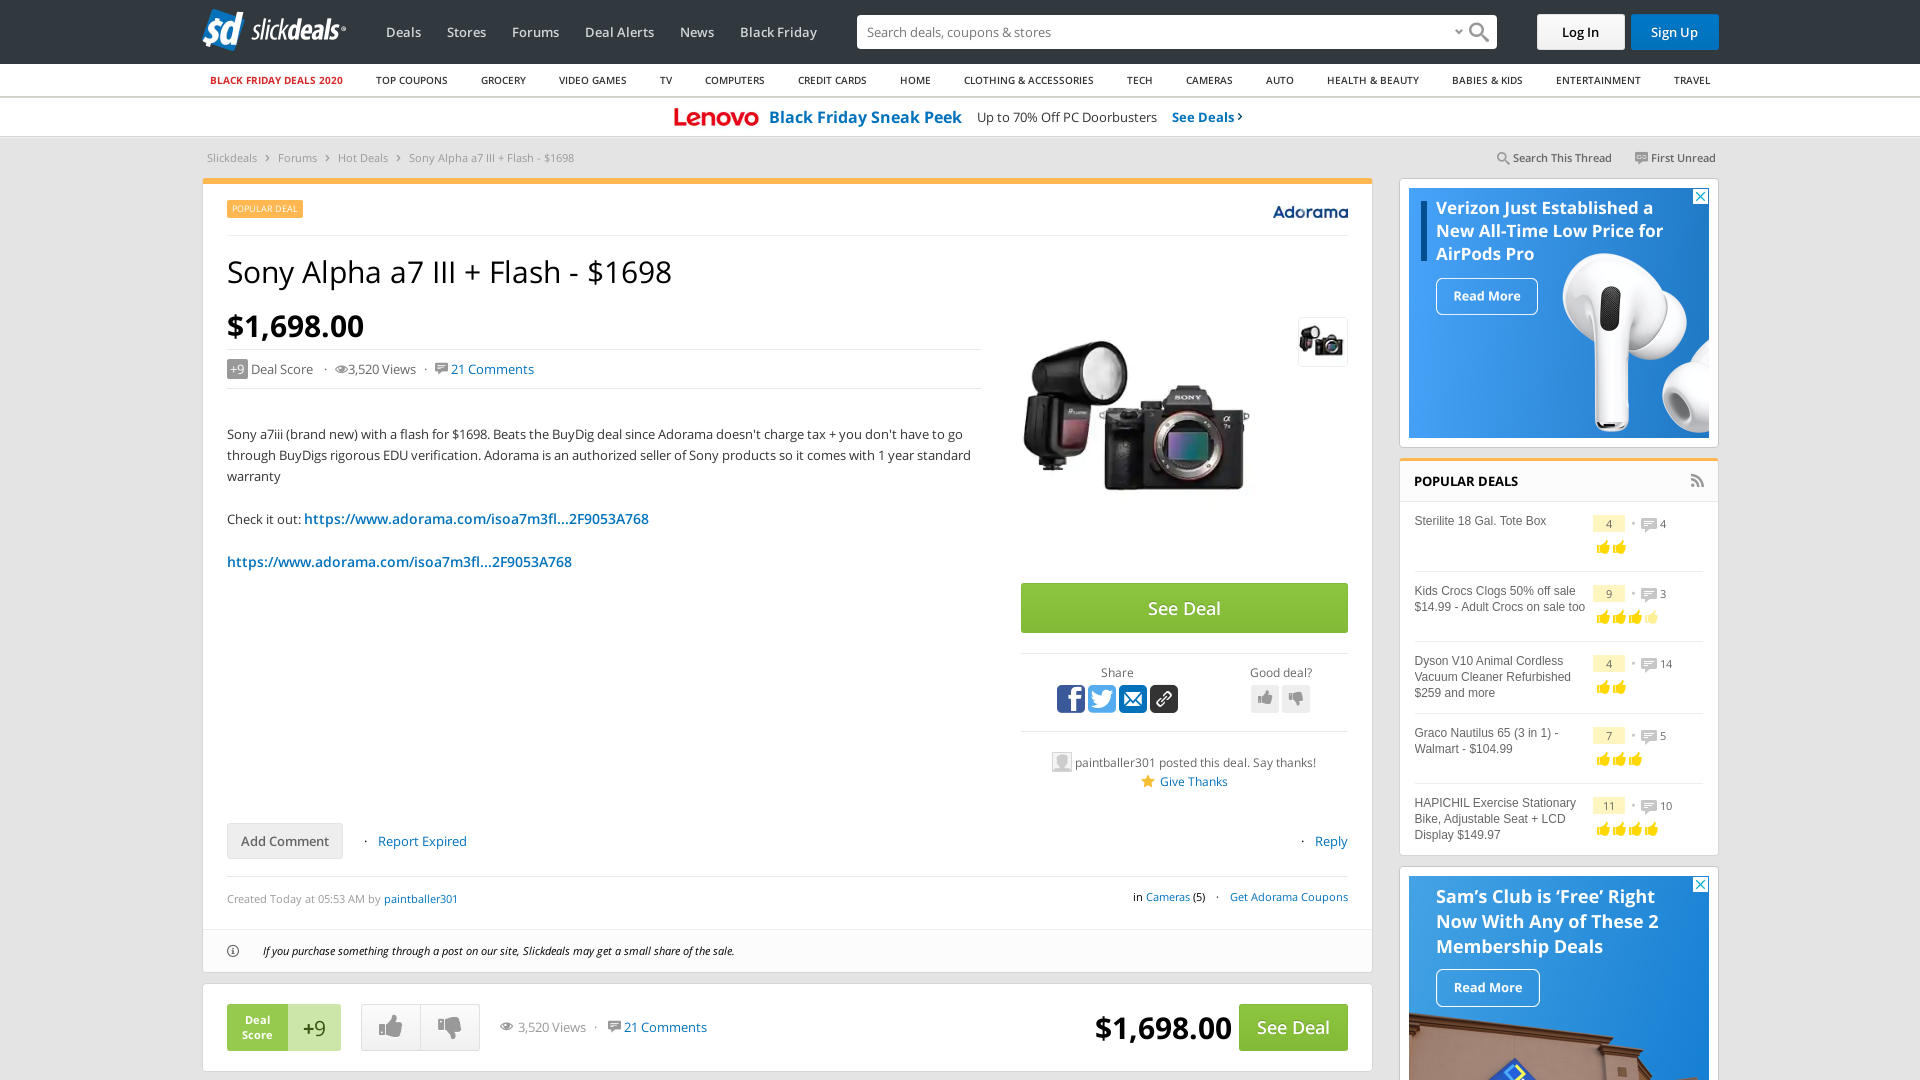 sd slickdeals
Deals
Stores
Forums
Deal Alerts
News
Black Friday
Search deals, coupons & stores
Log In
Sign Up
BLACK FRIDAY DEALS 2020
TOP COUPONS
GROCERY
VIDEO GAMES
TV
COMPUTERS
CREDIT CARDS
HOME
CLOTHING & ACCESSORIES
TECH
CAMERAS
AUTO
HEALTH & BEAUTY
BABIES & KIDS
ENTERTAINMENT
TRAVEL
Lenovo Black Friday Sneak Peek Up to 70% Off PC Doorbusters See Deals ›
Slickdeals › Forums › Hot Deals › Sony Alpha a7 III + Flash - $1698
Search This Thread
First Unread
POPULAR DEAL
Adorama
Sony Alpha a7 III + Flash - $1698
$1,698.00
+9 Deal Score · 3,520 Views · 21 Comments
Sony a7iii (brand new) with a flash for $1698. Beats the BuyDig deal since Adorama doesn't charge tax + you don't have to go
through BuyDigs rigorous EDU verification. Adorama is an authorized seller of Sony products so it comes with 1 year standard
warranty
Check it out: https://www.adorama.com/isoa7m3fl...2F9053A768
https://www.adorama.com/isoa7m3fl...2F9053A768
SONY
See Deal
Share
Good deal?
paintballer301 posted this deal. Say thanks!
Give Thanks
Add Comment
· Report Expired
· Reply
Created Today at 05:53 AM by paintballer301
in Cameras (5) · Get Adorama Coupons
If you purchase something through a post on our site, Slickdeals may get a small share of the sale.
Deal
Score
+9
3,520 Views · 21 Comments
$1,698.00
See Deal
Verizon Just Established a
New All-Time Low Price for
AirPods Pro
Read More
POPULAR DEALS
Sterilite 18 Gal. Tote Box
4 · 4
Kids Crocs Clogs 50% off sale
$14.99 - Adult Crocs on sale too
9 · 3
Dyson V10 Animal Cordless
Vacuum Cleaner Refurbished
$259 and more
4 · 14
Graco Nautilus 65 (3 in 1) -
Walmart - $104.99
7 · 5
HAPICHIL Exercise Stationary
Bike, Adjustable Seat + LCD
Display $149.97
11 · 10
Sam's Club is ‘Free’ Right
Now With Any of These 2
Membership Deals
Read More